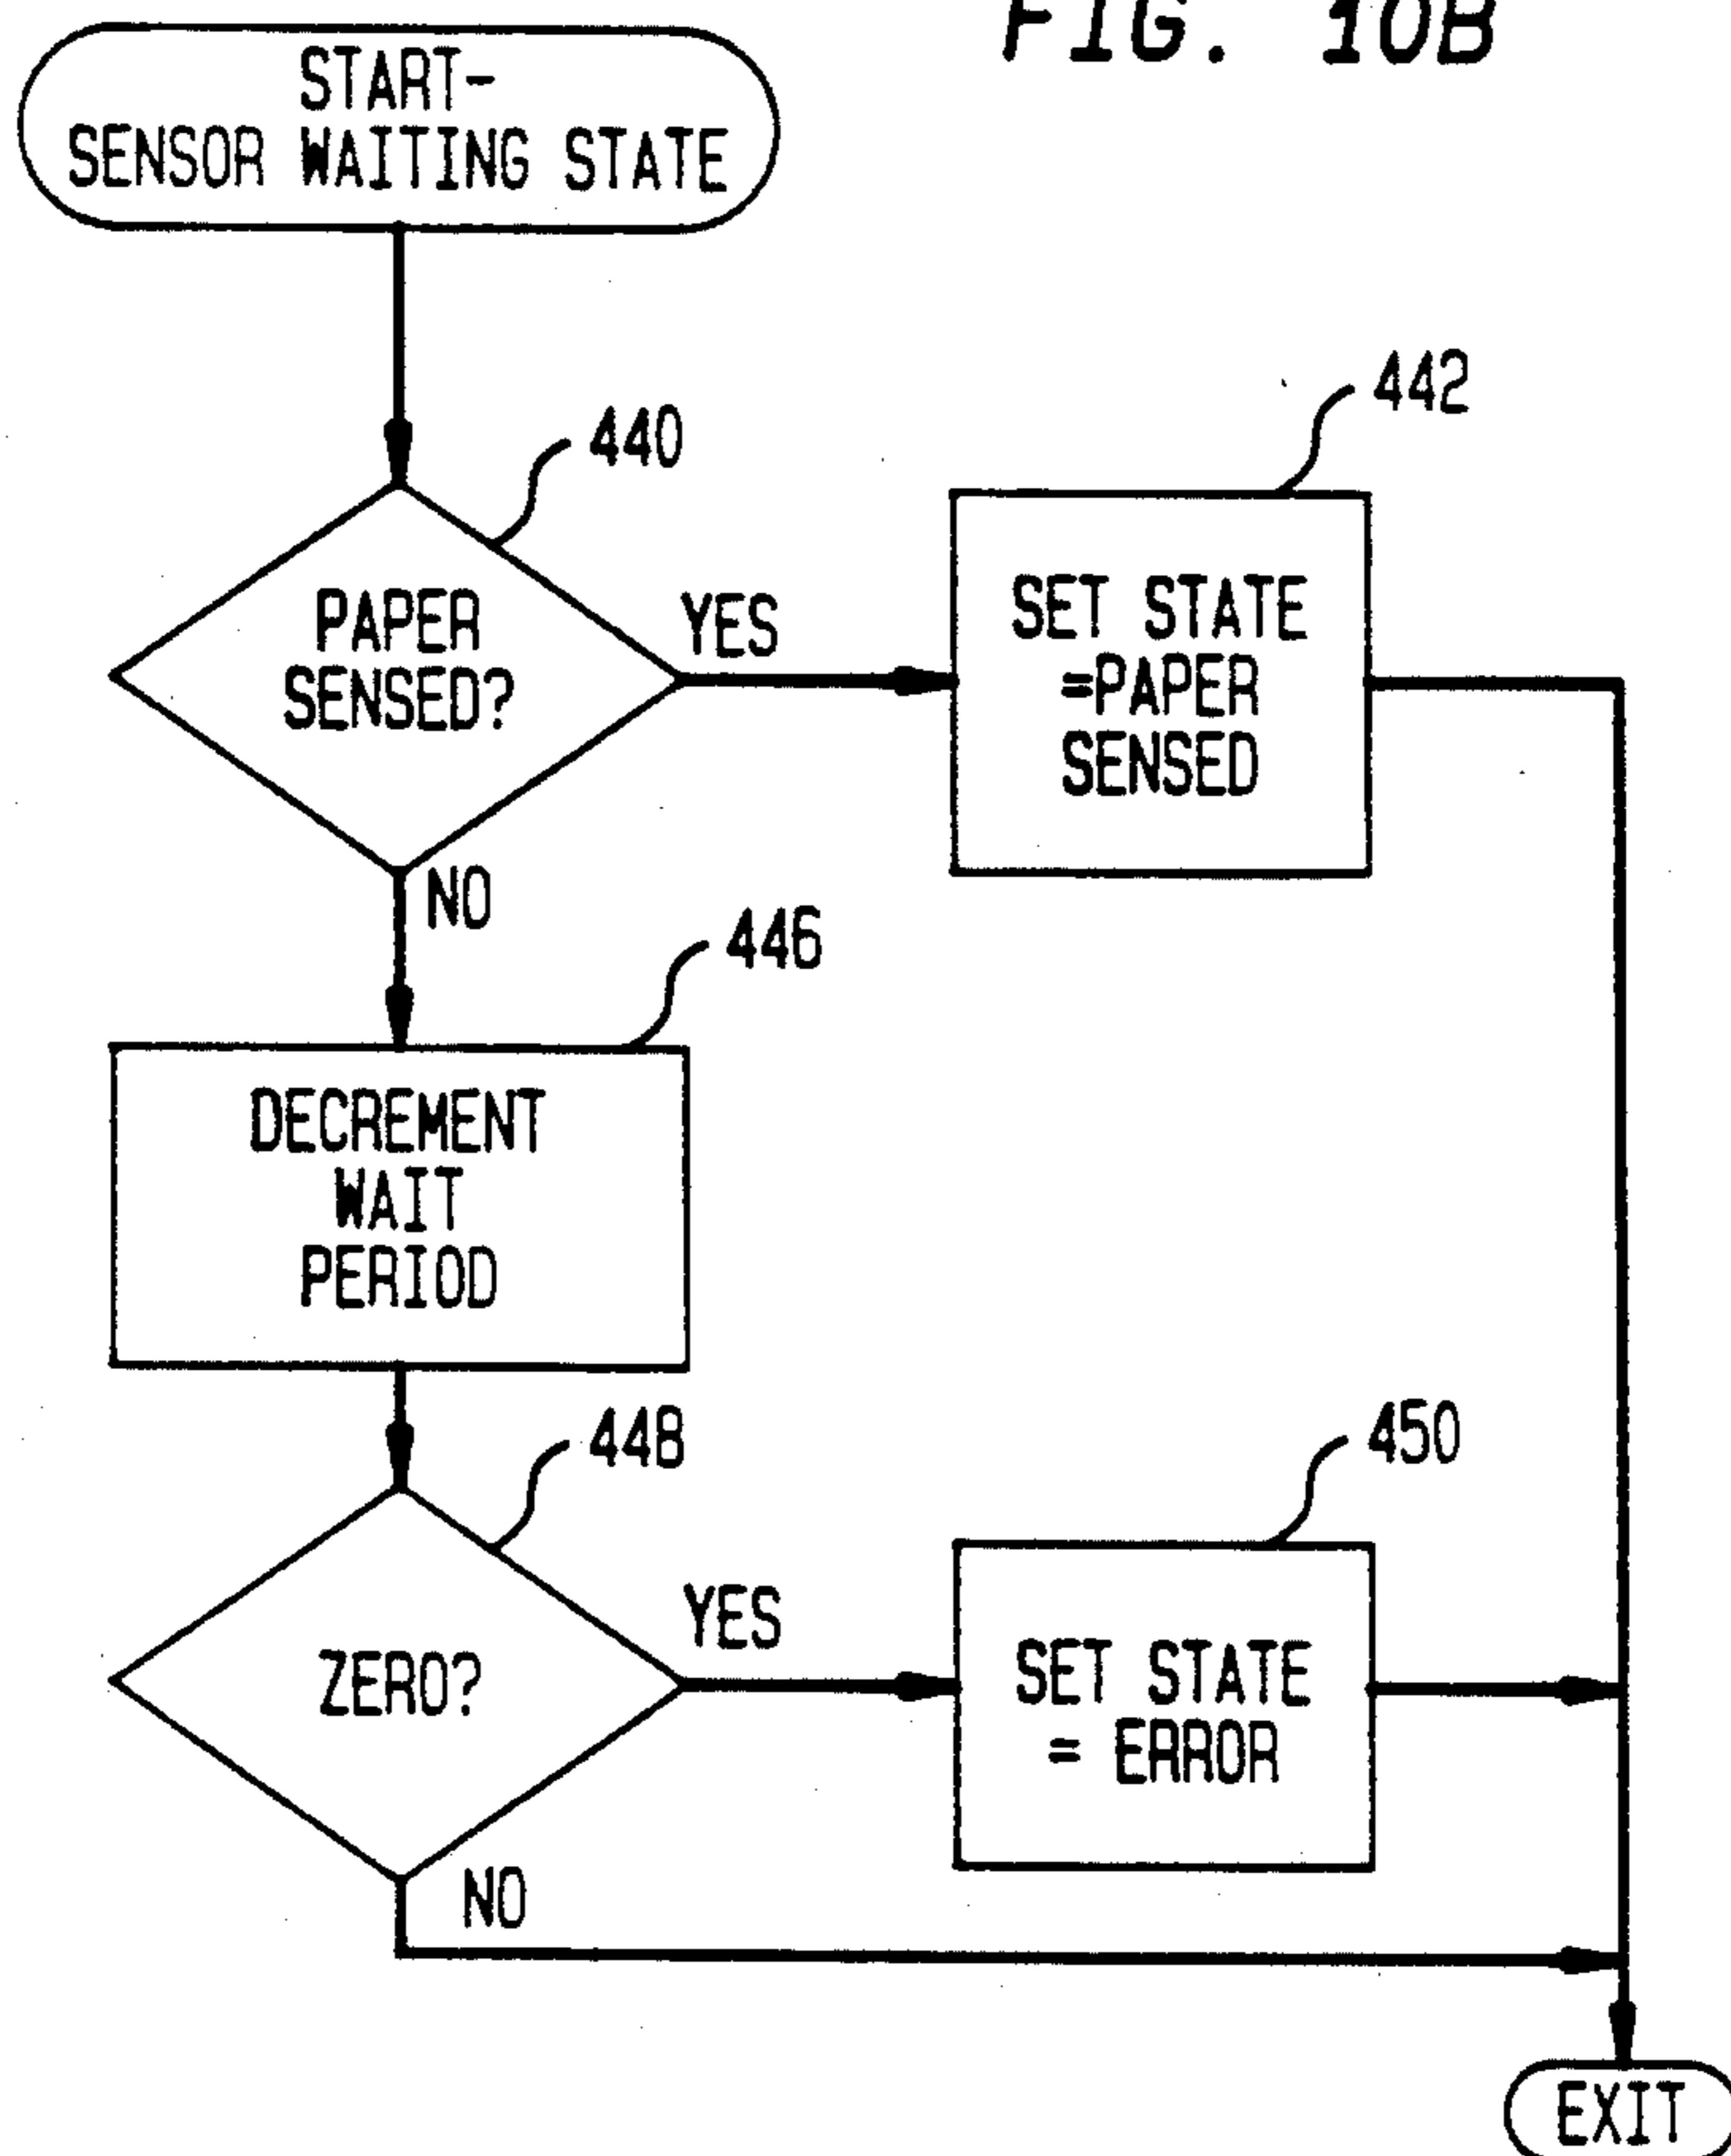 FIG. 10B
START-
SENSOR WAITING STATE
440
PAPER
SENSED?
YES
NO
442
SET STATE
=PAPER
SENSED
446
DECREMENT
WAIT
PERIOD
448
ZERO?
YES
NO
450
SET STATE
= ERROR
EXIT